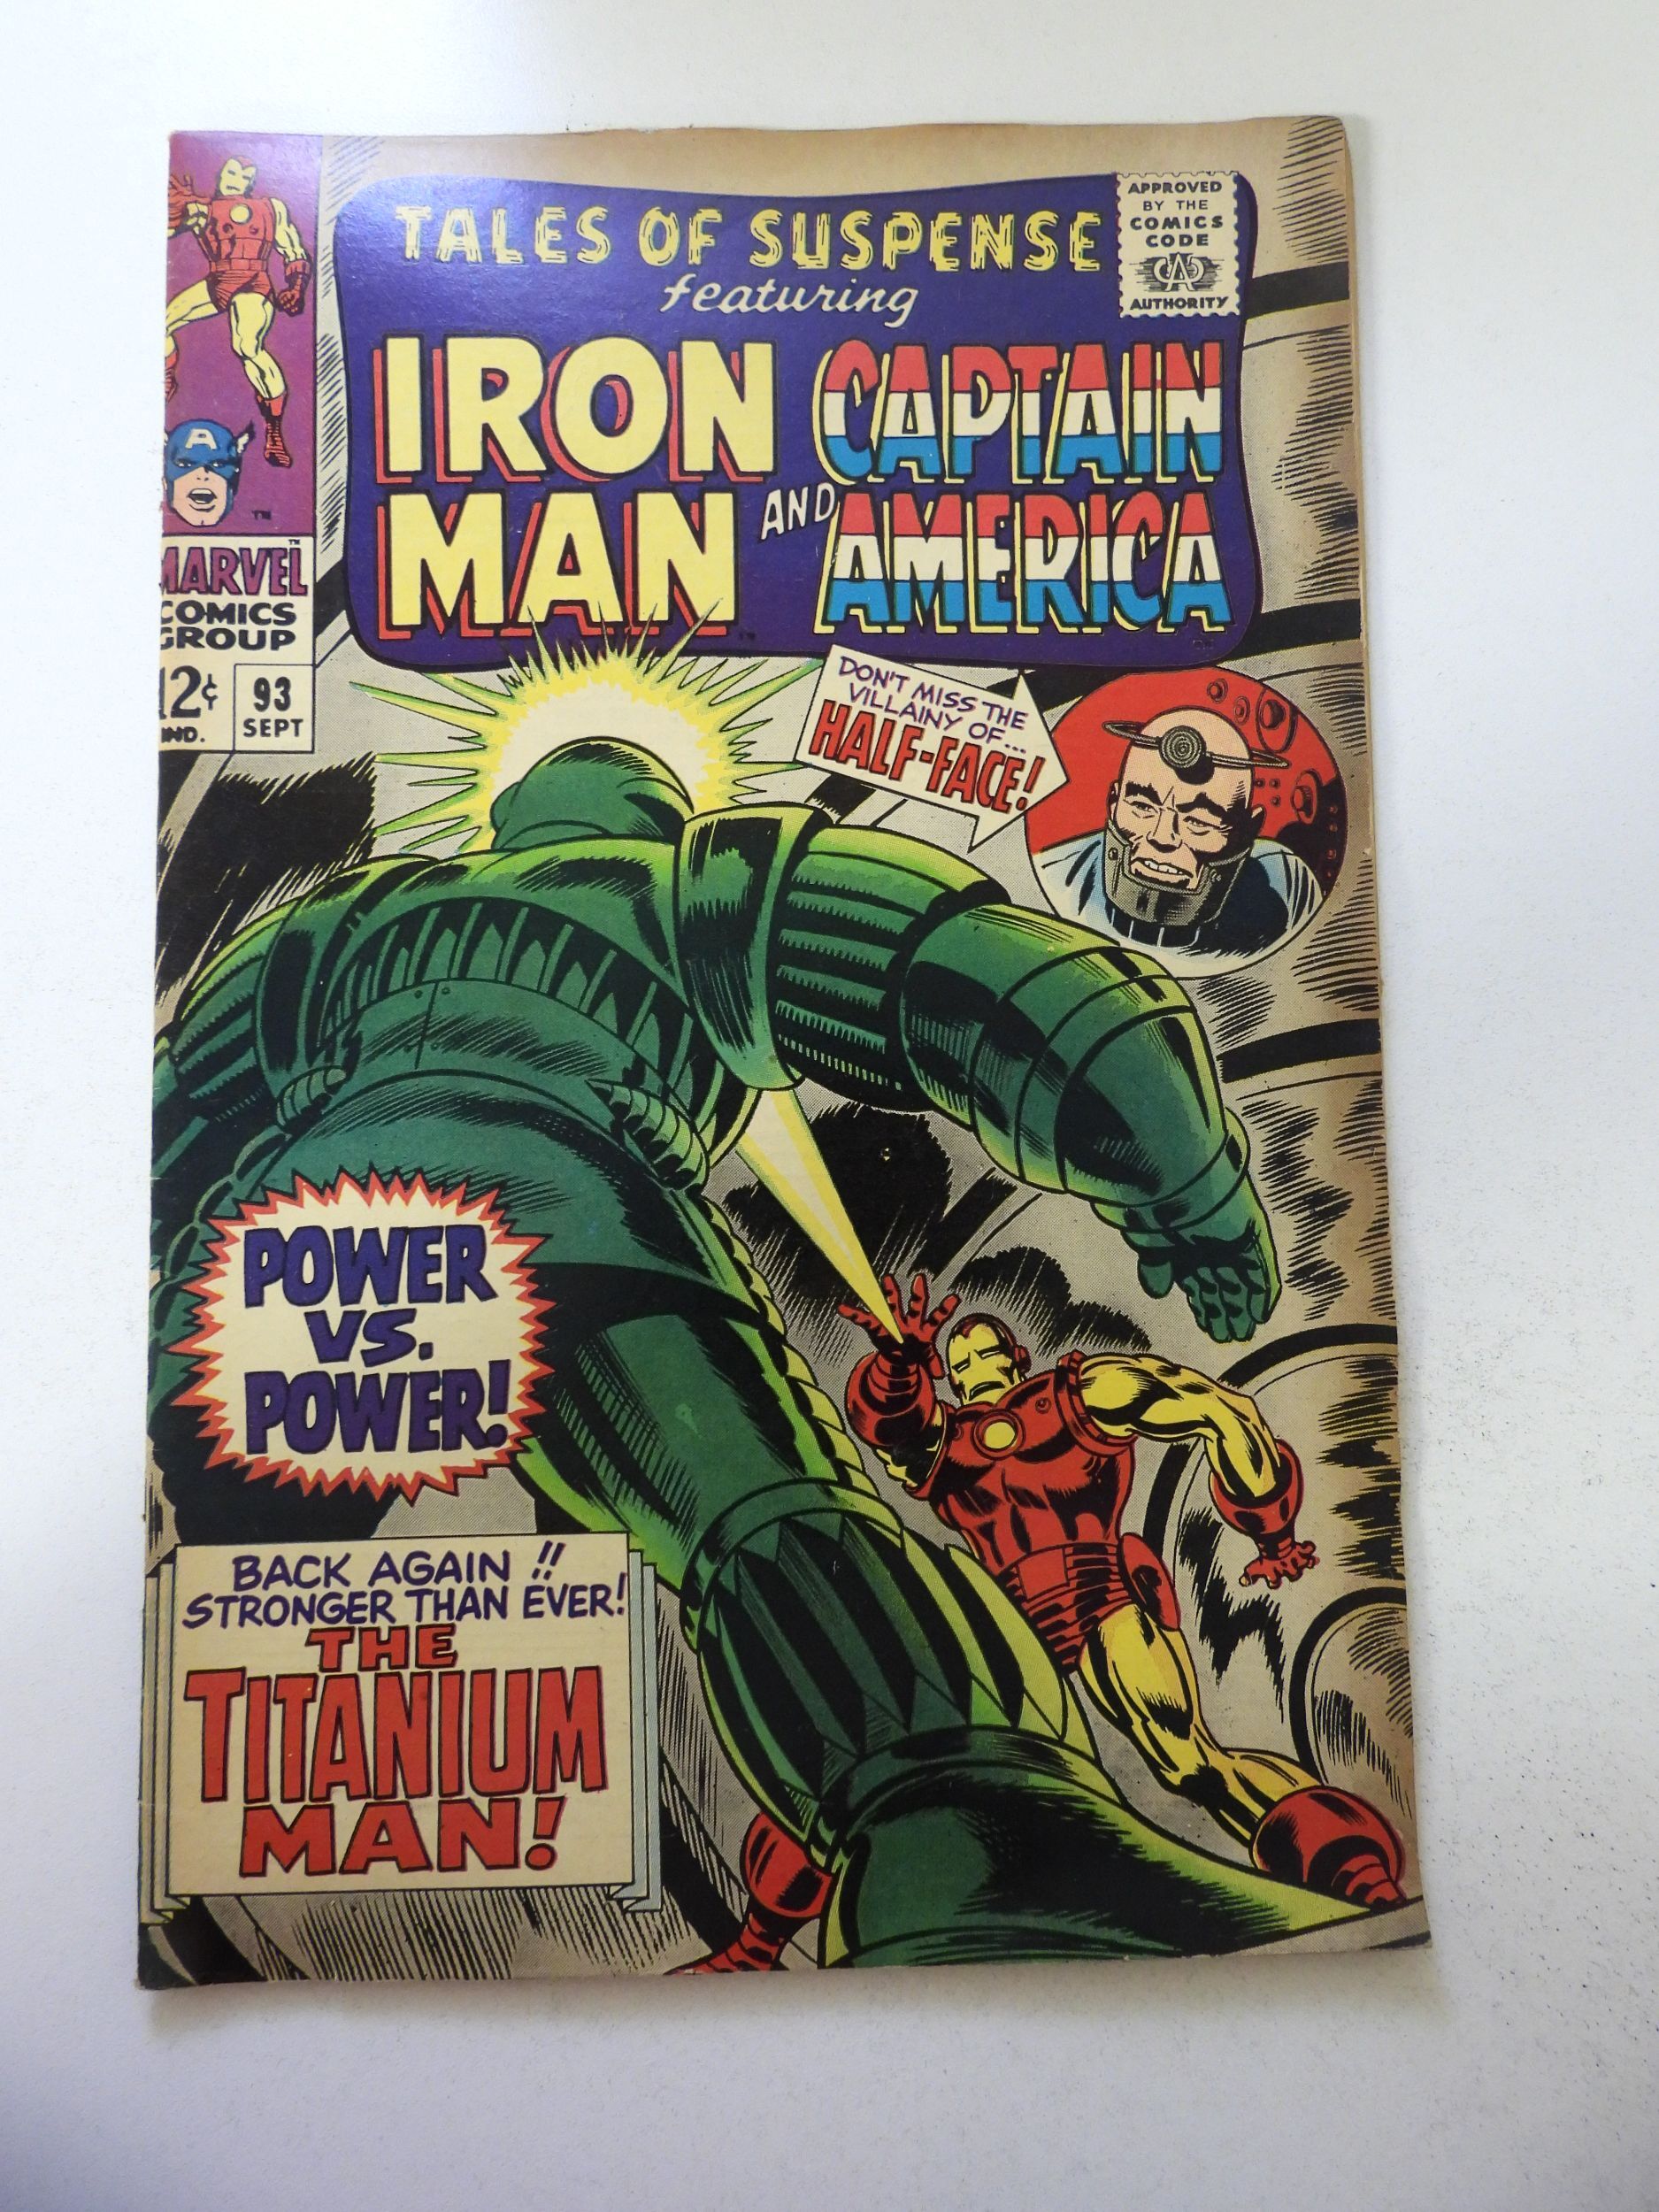 TALES OF SUSPENSE
featuring
IRON MAN AND CAPTAIN AMERICA
APPROVED
BY THE
COMICS
CODE
CA
AUTHORITY
A
TM
MARVEL
COMICS
GROUP
12¢
IND.
93
SEPT
DON'T MISS THE
VILLAINY OF...
HALF-FACE!
POWER
VS.
POWER!
BACK AGAIN!!
STRONGER THAN EVER!
THE
TITANIUM
MAN!